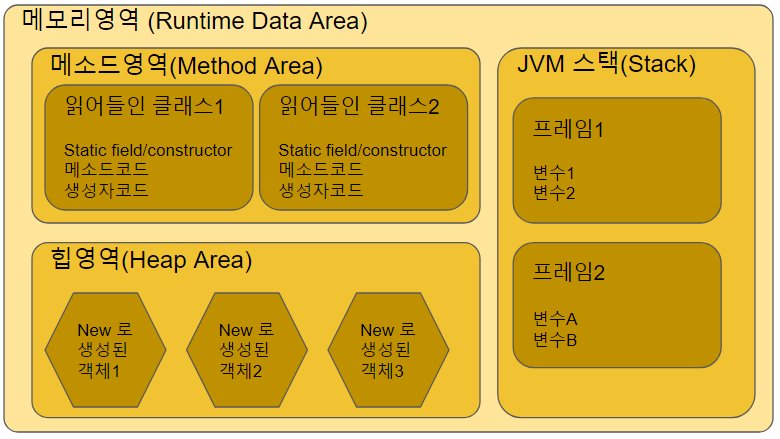 메모리영역 (Runtime Data Area)
메소드영역(Method Area)
읽어들인 클래스1
Static field/constructor
메소드코드
생성자코드
읽어들인 클래스2
Static field/constructor
메소드코드
생성자코드
힙영역(Heap Area)
New 로
생성된
객체1
New 로
생성된
객체2
New 로
생성된
객체3
JVM 스택(Stack)
프레임1
변수1
변수2
프레임2
변수A
변수B